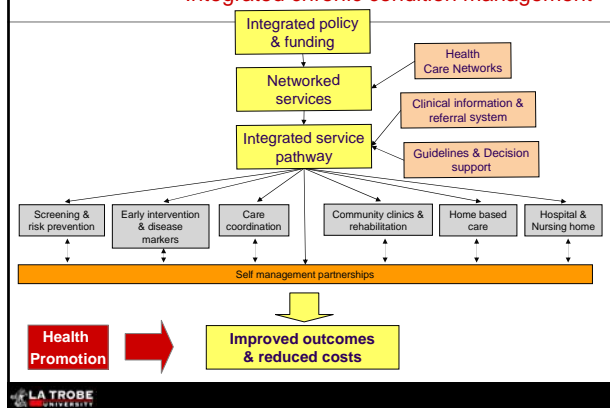 Integrated chronic condition management
Integrated policy
& funding
Health
Care Networks
Networked
services
Clinical information &
referral system
Integrated service
pathway
Guidelines & Decision
support
Screening &
risk prevention
Early intervention
& disease
markers
Care
coordination
Community clinics &
rehabilitation
Home based
care
Hospital &
Nursing home
Self management partnerships
Health
Promotion
Improved outcomes
& reduced costs
LA TROBE
UNIVERSITY